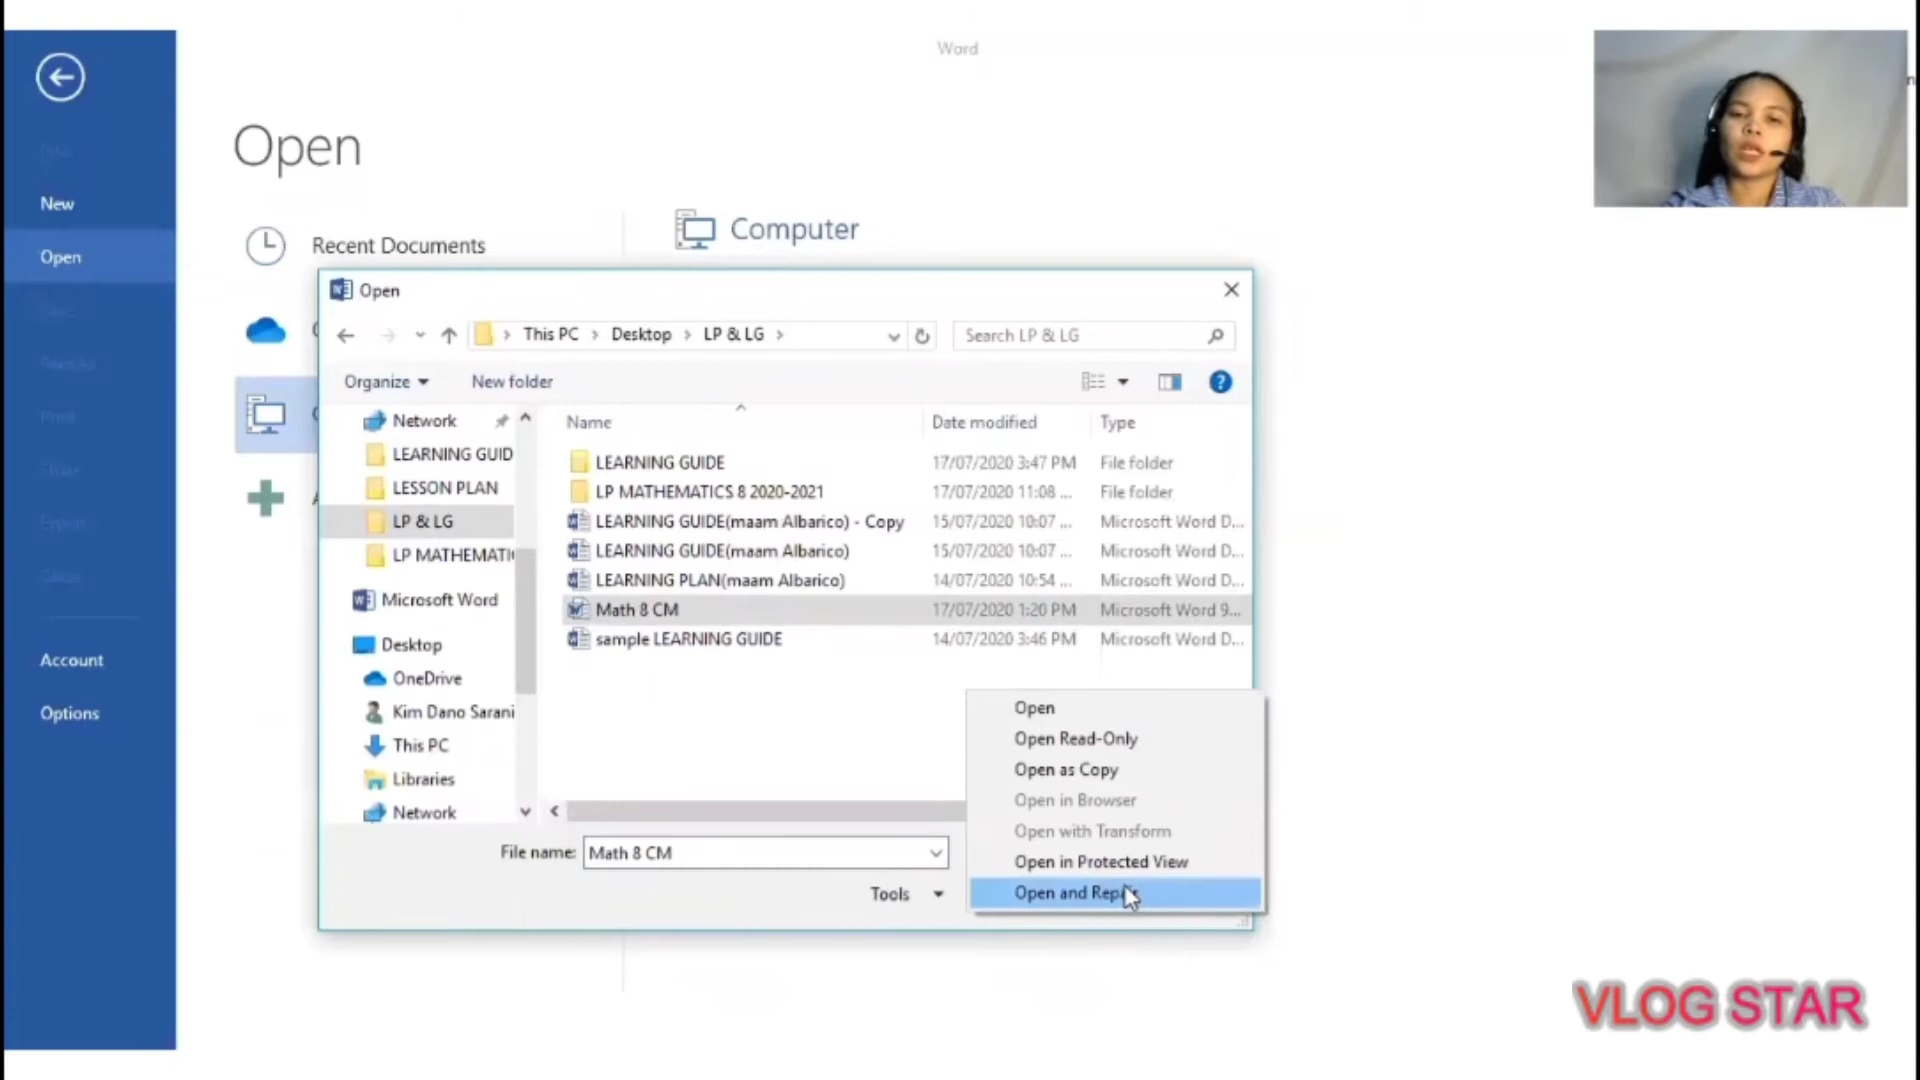 Word
Open
New
Open
Account
Options
Recent Documents
Computer
Open
This PC
Desktop
LP & LG
Search LP & LG
Organize
New folder
Name
Date modified
Type
Network
LEARNING GUID
LESSON PLAN
LP & LG
LP MATHEMATI
Microsoft Word
Desktop
OneDrive
Kim Dano Sarani
This PC
Libraries
Network
LEARNING GUIDE 17/07/2020 3:47 PM File folder
LP MATHEMATICS 8 2020-2021 17/07/2020 11:08 ... File folder
LEARNING GUIDE(maam Albarico) - Copy 15/07/2020 10:07 ... Microsoft Word D...
LEARNING GUIDE(maam Albarico) 15/07/2020 10:07 ... Microsoft Word D...
LEARNING PLAN(maam Albarico) 14/07/2020 10:54 ... Microsoft Word D...
Math 8 CM 17/07/2020 1:20 PM Microsoft Word 9...
sample LEARNING GUIDE 14/07/2020 3:46 PM Microsoft Word D...
Open
Open Read-Only
Open as Copy
Open in Browser
Open with Transform
Open in Protected View
Open and Repair
File name: Math 8 CM
Tools
VLOG STAR